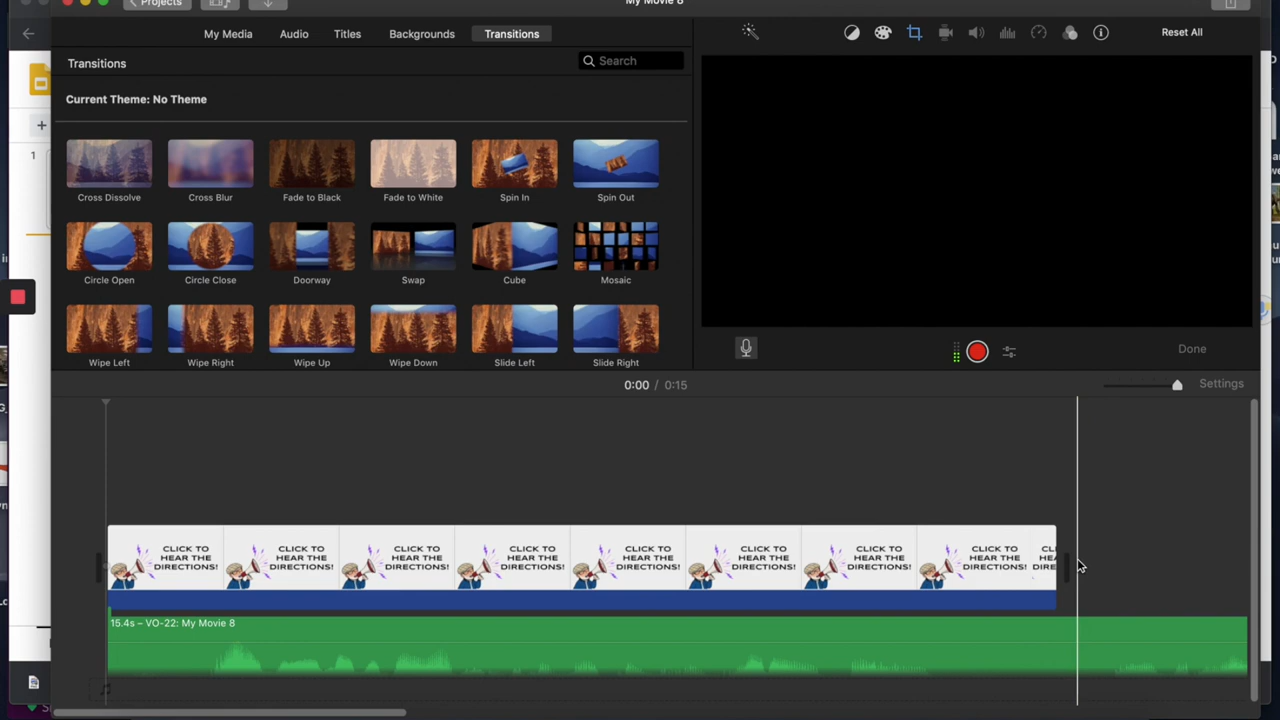 Projects
My Movie 8
My Media Audio Titles Backgrounds Transitions
Reset All
Transitions
Search
Current Theme: No Theme
1
Cross Dissolve Cross Blur Fade to Black Fade to White Spin In Spin Out
Circle Open Circle Close Doorway Swap Cube Mosaic
Wipe Left Wipe Right Wipe Up Wipe Down Slide Left Slide Right
Done
0:00 / 0:15
Settings
CLICK TO CLICK TO CLICK TO CLICK TO CLICK TO CLICK TO CLICK TO CLICK TO CLI
HEAR THE HEAR THE HEAR THE HEAR THE HEAR THE HEAR THE HEAR THE HEAR THE HE
DIRECTIONS! DIRECTIONS! DIRECTIONS! DIRECTIONS! DIRECTIONS! DIRECTIONS! DIRECTIONS! DIRECTIONS! DIRE
15.4s – VO-22: My Movie 8